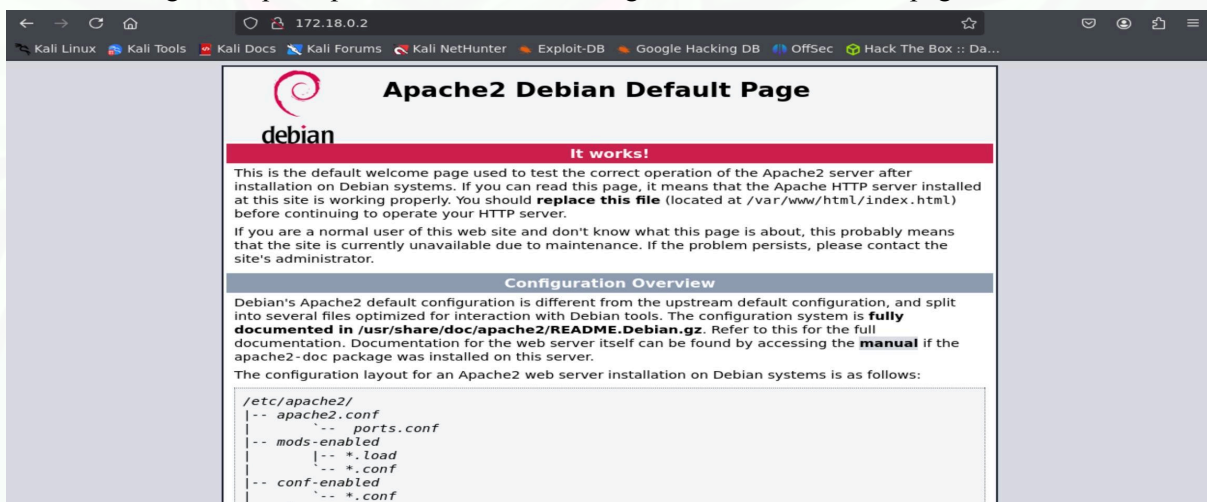 172.18.0.2
Kali Linux Kali Tools Kali Docs Kali Forums Kali NetHunter Exploit-DB Google Hacking DB OffSec Hack The Box :: Da...
Apache2 Debian Default Page
debian
It works!
This is the default welcome page used to test the correct operation of the Apache2 server after
installation on Debian systems. If you can read this page, it means that the Apache HTTP server installed
at this site is working properly. You should replace this file (located at /var/www/html/index.html)
before continuing to operate your HTTP server.
If you are a normal user of this web site and don't know what this page is about, this probably means
that the site is currently unavailable due to maintenance. If the problem persists, please contact the
site's administrator.
Configuration Overview
Debian's Apache2 default configuration is different from the upstream default configuration, and split
into several files optimized for interaction with Debian tools. The configuration system is fully
documented in /usr/share/doc/apache2/README.Debian.gz. Refer to this for the full
documentation. Documentation for the web server itself can be found by accessing the manual if the
apache2-doc package was installed on this server.
The configuration layout for an Apache2 web server installation on Debian systems is as follows:
/etc/apache2/
|-- apache2.conf
|       `--  ports.conf
|-- mods-enabled
|       |-- *.load
|       `-- *.conf
|-- conf-enabled
|       `-- *.conf